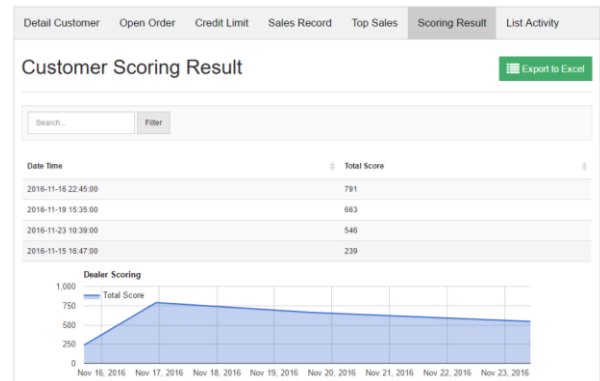 Detail Customer Open Order Credit Limit Sales Record Top Sales Scoring Result List Activity
Customer Scoring Result
Export to Excel
Search... Filter
Date Time Total Score
2016-11-16 22:45:00 791
2016-11-19 15:35:00 663
2016-11-23 10:39:00 546
2016-11-15 16:47:00 239
Dealer Scoring
Total Score
1,000
750
500
250
0
Nov 16, 2016 Nov 17, 2016 Nov 18, 2016 Nov 19, 2016 Nov 20, 2016 Nov 21, 2016 Nov 22, 2016 Nov 23, 2016